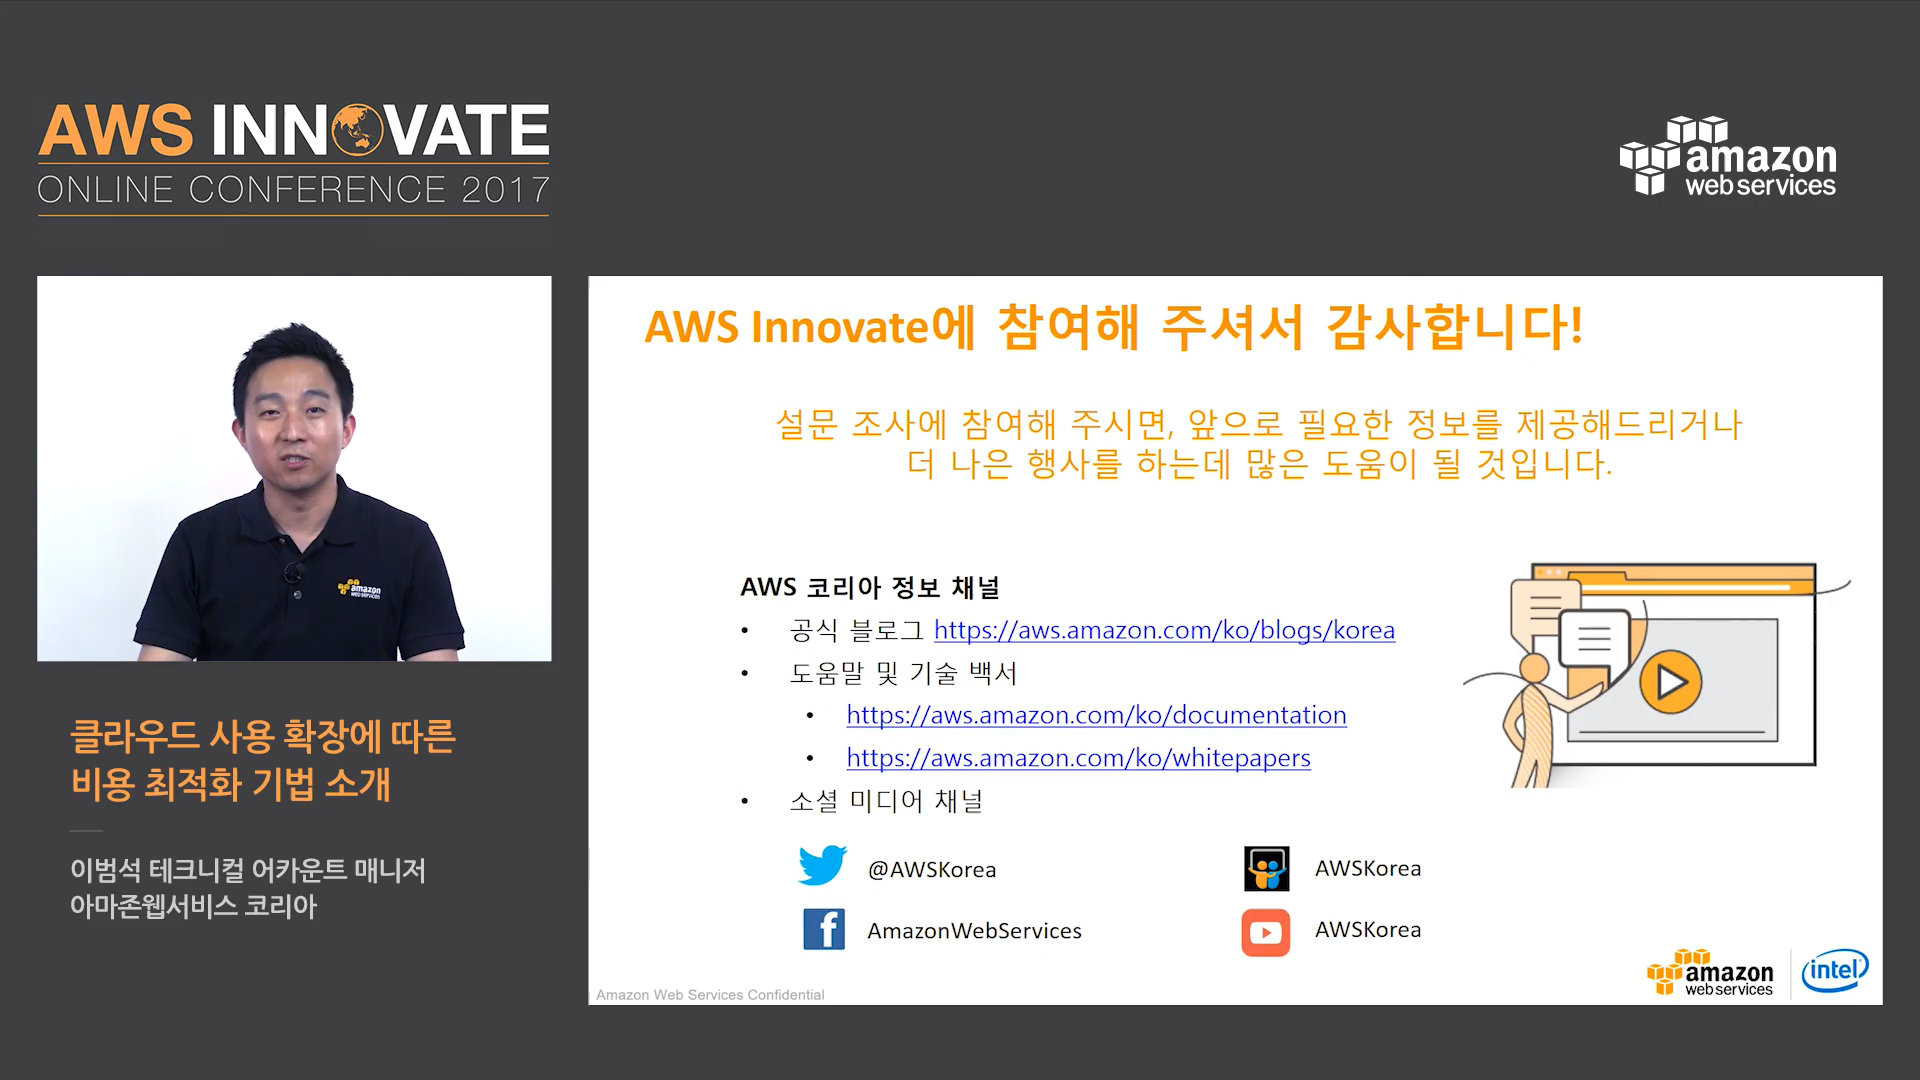 AWS INNOVATE
ONLINE CONFERENCE 2017
amazon
web services
amazon
web services
클라우드 사용 확장에 따른
비용 최적화 기법 소개
이범석 테크니컬 어카운트 매니저
아마존웹서비스 코리아
AWS Innovate에 참여해 주셔서 감사합니다!
설문 조사에 참여해 주시면, 앞으로 필요한 정보를 제공해드리거나
더 나은 행사를 하는데 많은 도움이 될 것입니다.
AWS 코리아 정보 채널
• 공식 블로그 https://aws.amazon.com/ko/blogs/korea
• 도움말 및 기술 백서
• https://aws.amazon.com/ko/documentation
• https://aws.amazon.com/ko/whitepapers
• 소셜 미디어 채널
@AWSKorea
AWSKorea
AmazonWebServices
AWSKorea
Amazon Web Services Confidential
amazon
web services
intel